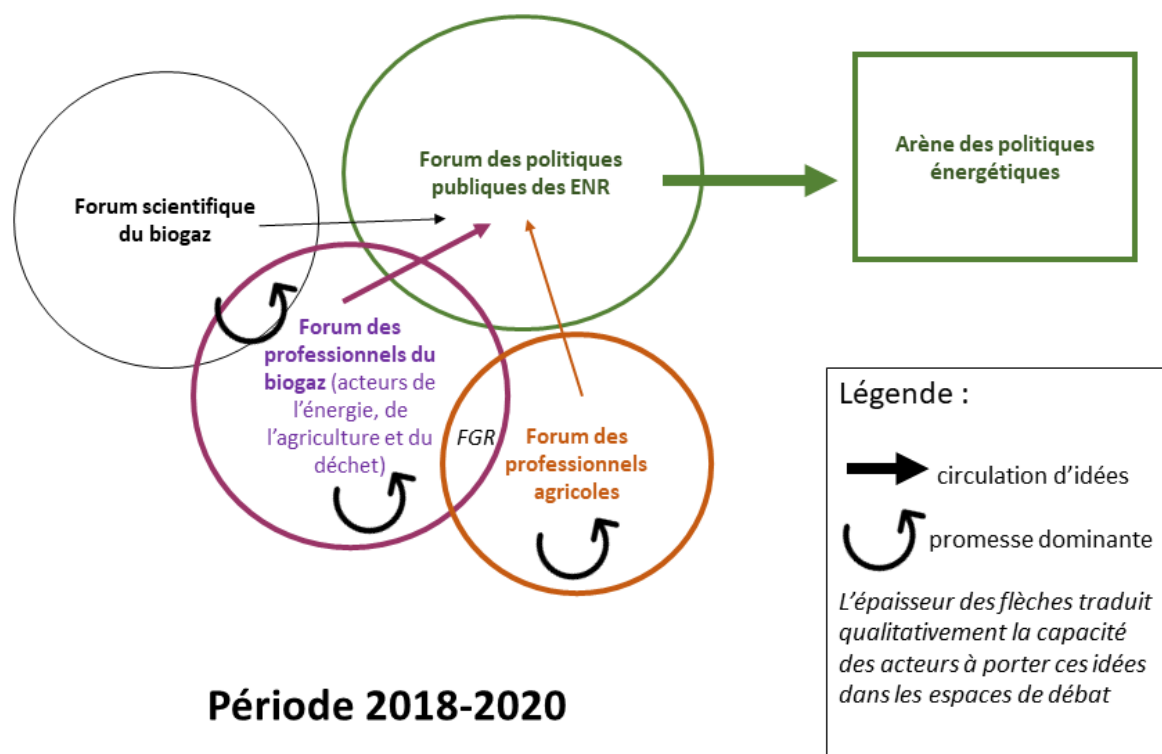 Forum des politiques
publiques des ENR
Arène des politiques
énergétiques
Forum scientifique
du biogaz
Forum des
professionnels du
biogaz (acteurs de
l’énergie, de
l’agriculture et du
déchet)
FGR
Forum des
professionnels
agricoles
Légende :
circulation d’idées
promesse dominante
L’épaisseur des flèches traduit
qualitativement la capacité
des acteurs à porter ces idées
dans les espaces de débat
Période 2018-2020